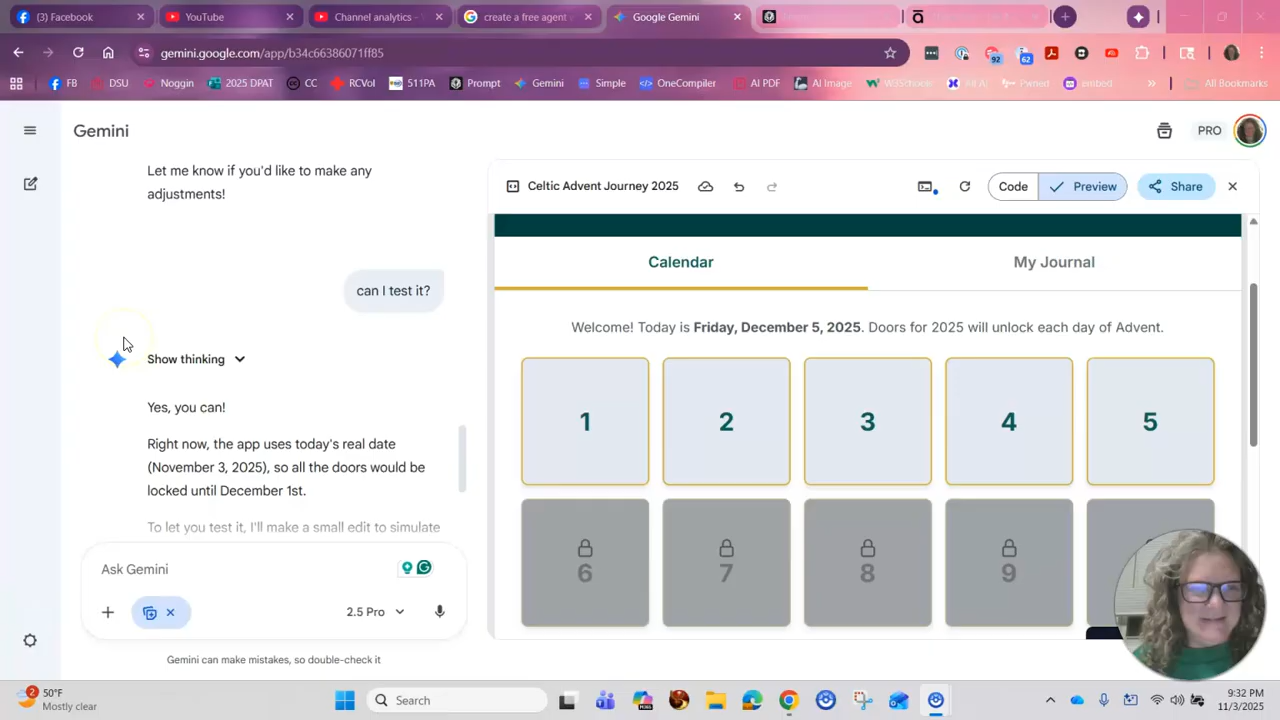 (3) Facebook
YouTube
Channel analytics -
create a free agent
Google Gemini
gemini.google.com/app/b34c66386071ff85
92
62
FB
DSU
Noggin
2025 DPAT
CC
RCVol
511PA
Prompt
Gemini
Simple
OneCompiler
AI PDF
AI Image
W3Schools
All AI
Pwned
embed
»
All Bookmarks
Gemini
PRO
Let me know if you'd like to make any
adjustments!
can I test it?
Show thinking
Yes, you can!
Right now, the app uses today's real date
(November 3, 2025), so all the doors would be
locked until December 1st.
To let you test it, I'll make a small edit to simulate
Ask Gemini
2.5 Pro
Gemini can make mistakes, so double-check it
Celtic Advent Journey 2025
Code
Preview
Share
Calendar
My Journal
Welcome! Today is Friday, December 5, 2025. Doors for 2025 will unlock each day of Advent.
1
2
3
4
5
6
7
8
9
2
50°F
Mostly clear
Search
9:32 PM
11/3/2025